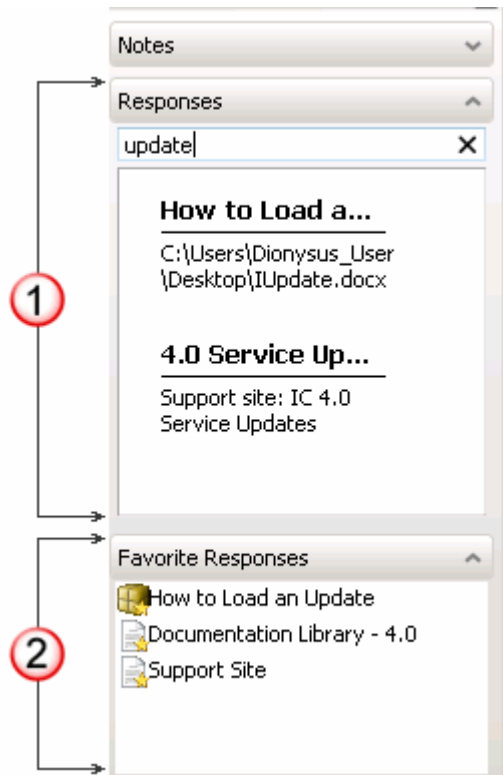 Notes
Responses
update
How to Load a...
C:\Users\Dionysus_User
\Desktop\IUpdate.docx
1
4.0 Service Up...
Support site: IC 4.0
Service Updates
Favorite Responses
How to Load an Update
Documentation Library - 4.0
2
Support Site